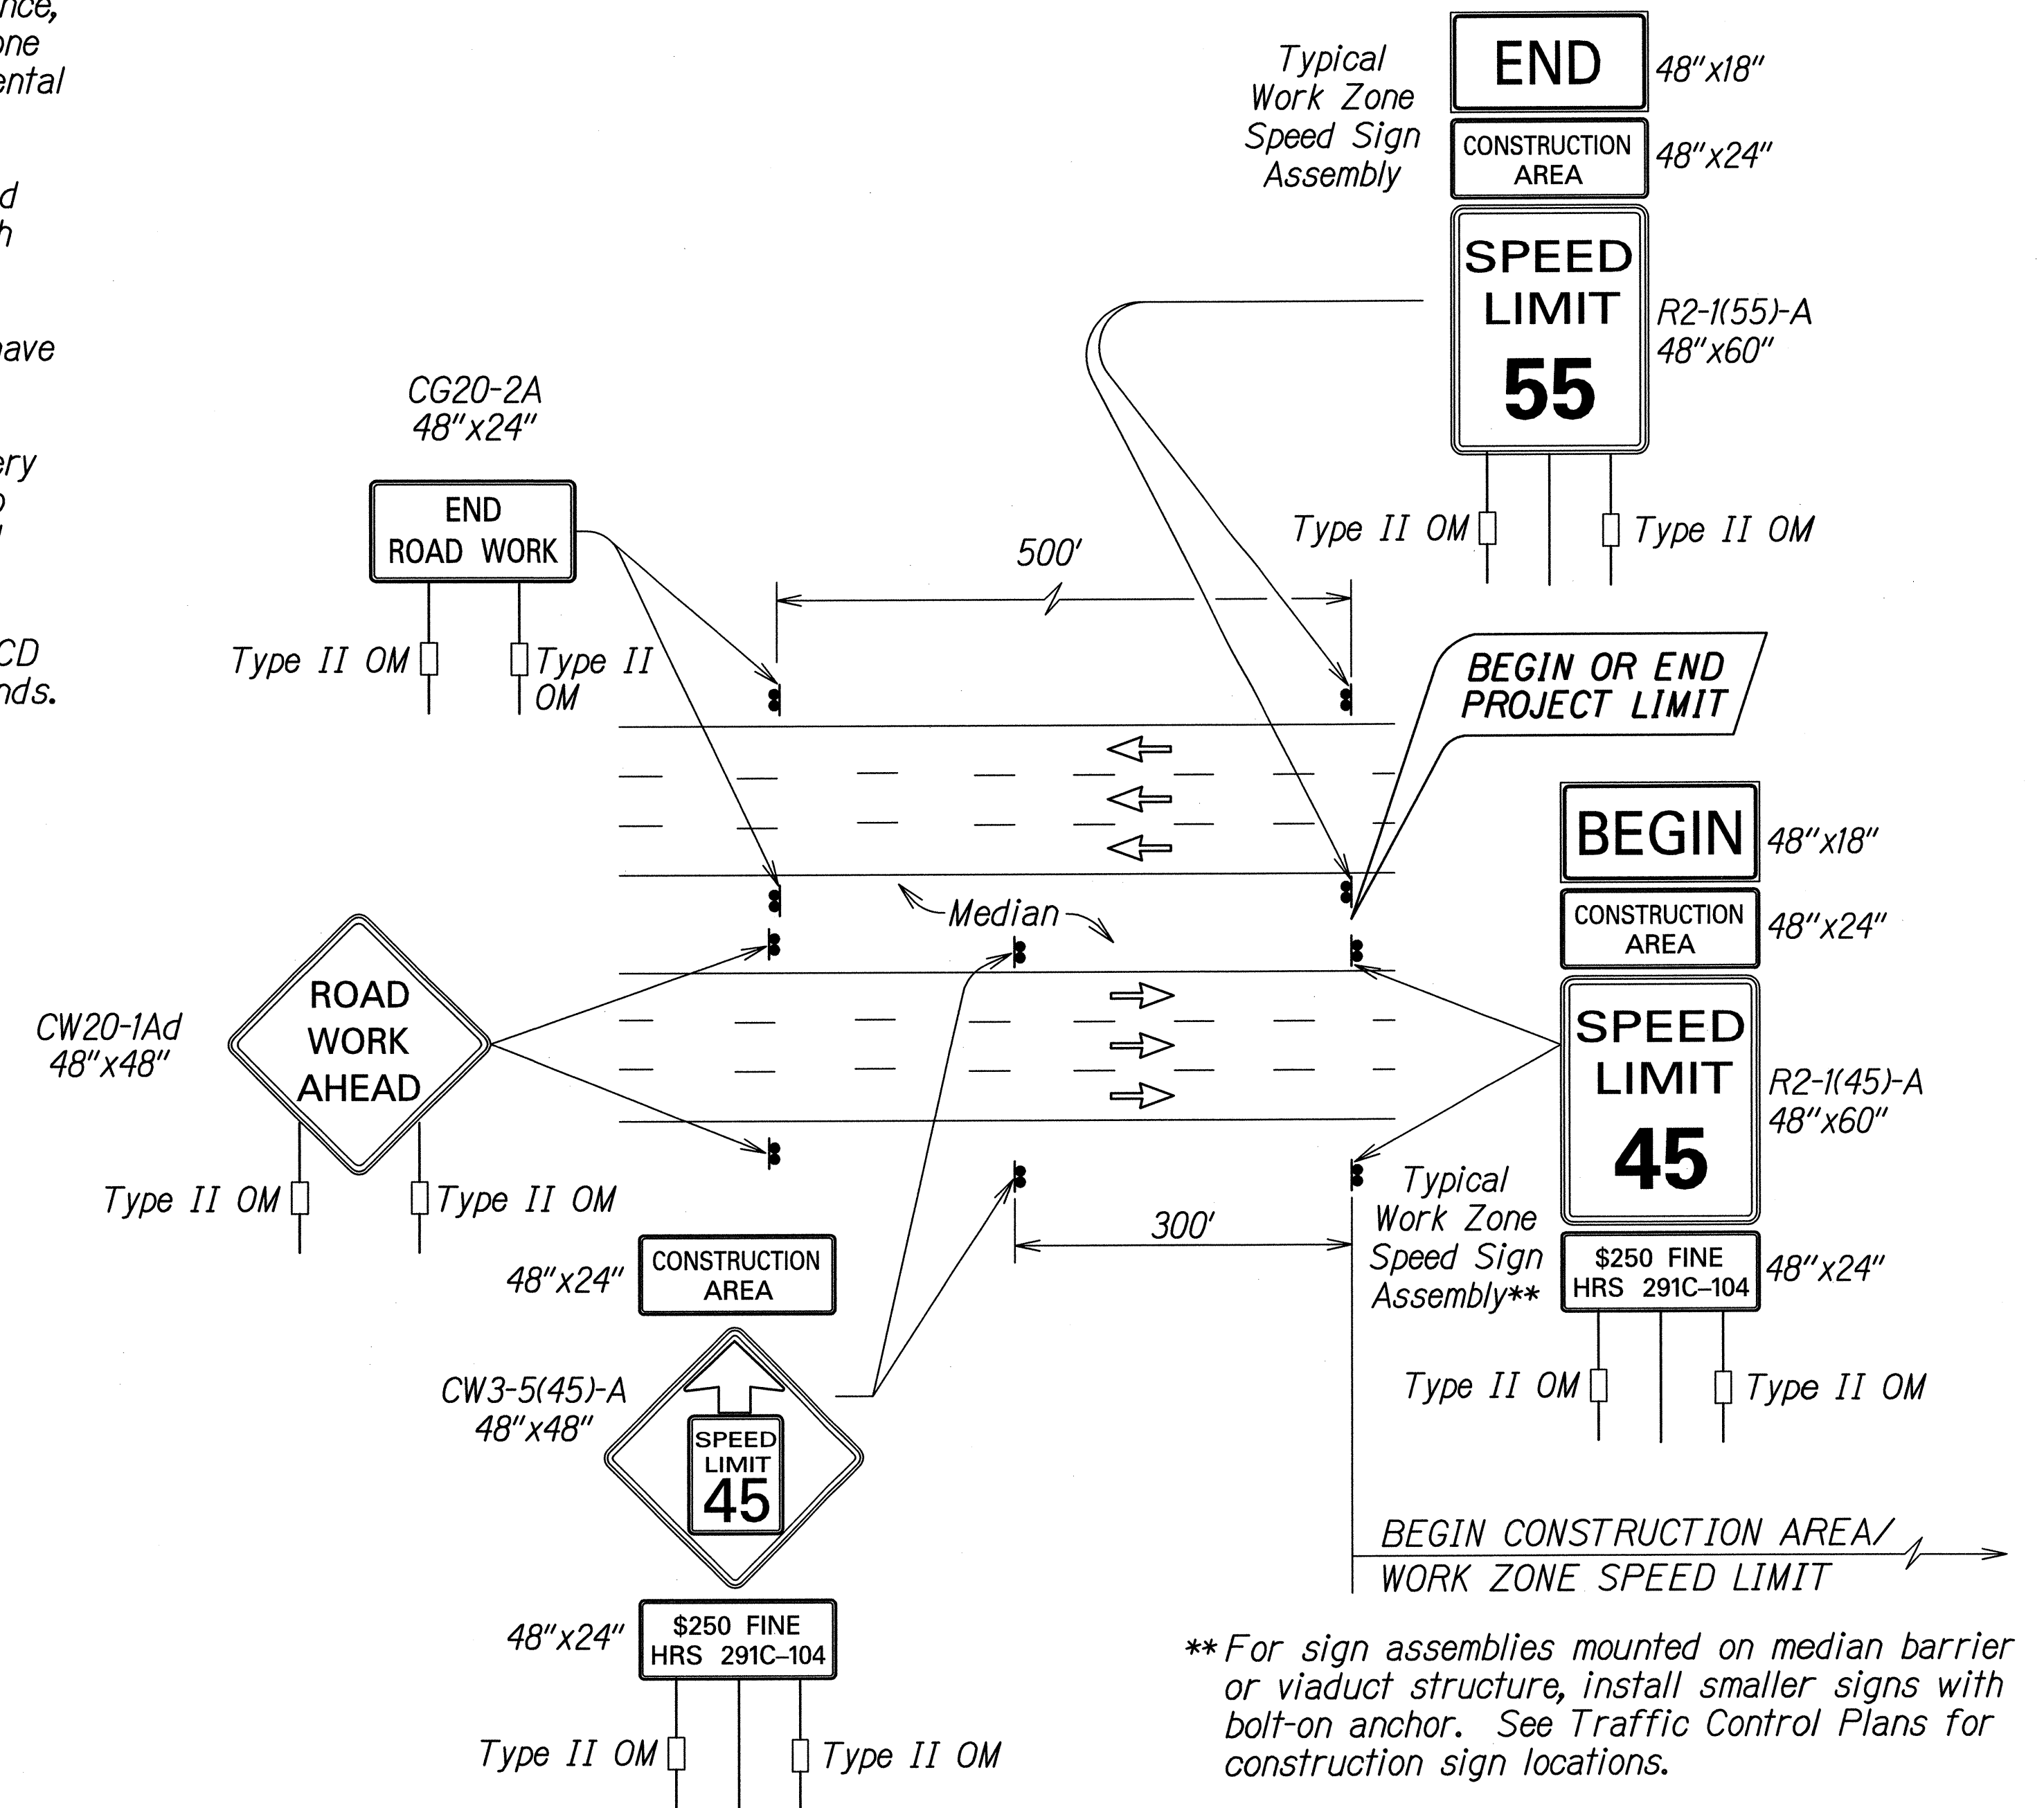 one
ental
have
Typical
Work Zone
Speed Sign
Assembly
END
48"x18"
CONSTRUCTION
AREA
48"x24"
SPEED
LIMIT
55
R2-1(55)-A
48"x60"
Type II OM
Type II OM
CG20-2A
48"x24"
END
ROAD WORK
Type II OM
Type II
OM
500'
BEGIN OR END
PROJECT LIMIT
Median
BEGIN
48"x18"
CONSTRUCTION
AREA
48"x24"
SPEED
LIMIT
45
R2-1(45)-A
48"x60"
$250 FINE
HRS 291C-104
48"x24"
Typical
Work Zone
Speed Sign
Assembly**
Type II OM
Type II OM
CW20-1Ad
48"x48"
ROAD
WORK
AHEAD
Type II OM
Type II OM
300'
48"x24"
CONSTRUCTION
AREA
CW3-5(45)-A
48"x48"
SPEED
LIMIT
45
48"x24"
$250 FINE
HRS 291C-104
Type II OM
Type II OM
BEGIN CONSTRUCTION AREA/
WORK ZONE SPEED LIMIT
** For sign assemblies mounted on median barrier
or viaduct structure, install smaller signs with
bolt-on anchor. See Traffic Control Plans for
construction sign locations.